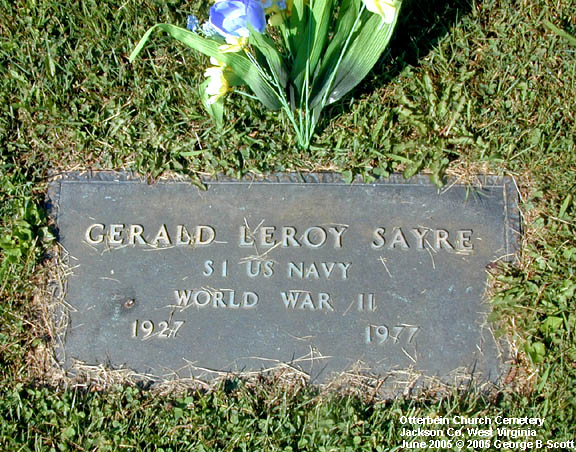 GERALD LEROY SAYRE
S1 US NAVY
WORLD WAR II
1927 1977
Otterbein Church Cemetery
Jackson Co, West Virginia
June 2005 © 2005 George B Scott